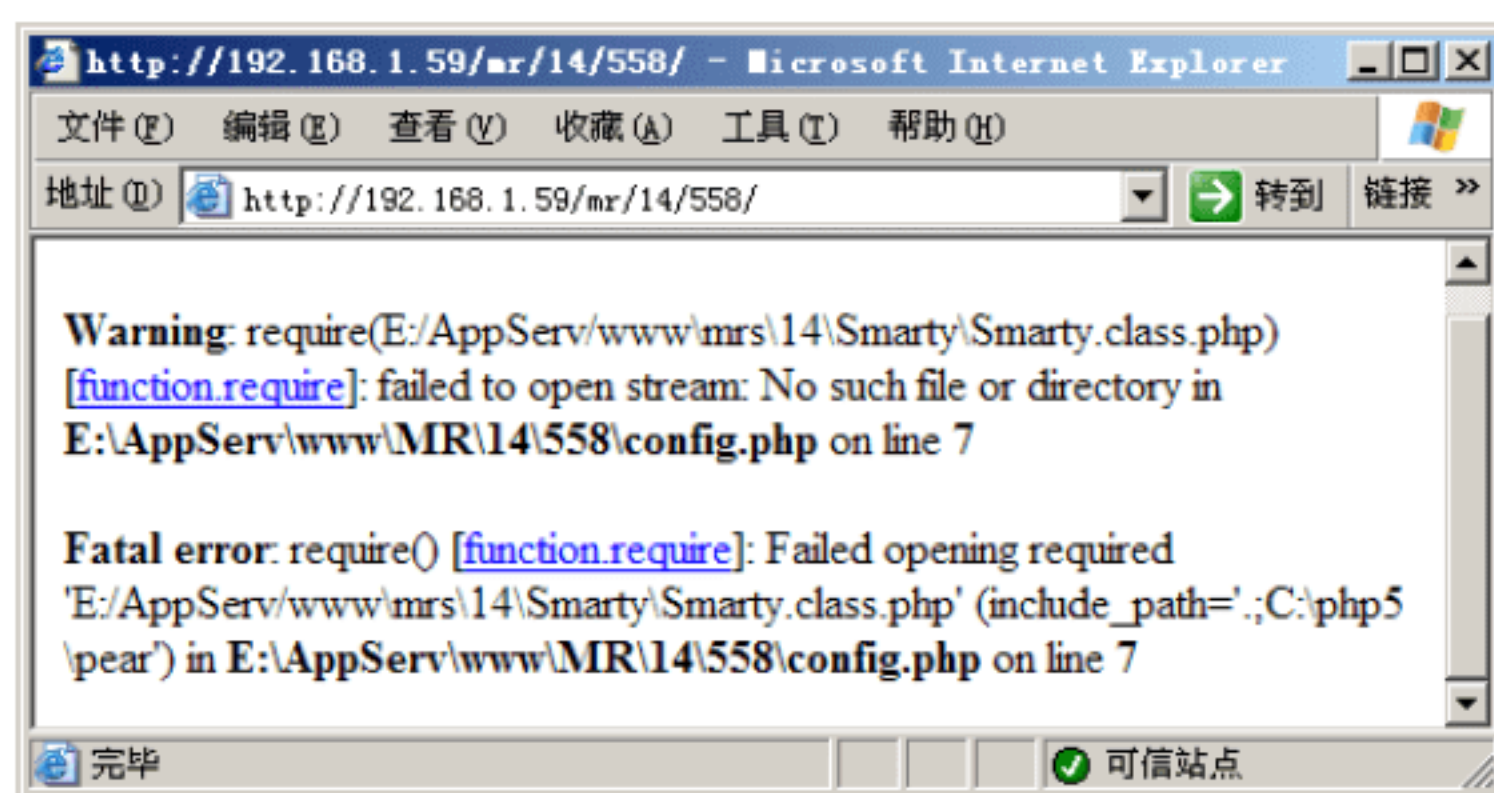 http://192.168.1.59/mr/14/558/ - Microsoft Internet Explorer
文件(F) 编辑(E) 查看(V) 收藏(A) 工具(T) 帮助(H)
地址(D) http://192.168.1.59/mr/14/558/ 转到 链接 »
Warning: require(E:/AppServ/www\mrs\14\Smarty\Smarty.class.php)
[function.require]: failed to open stream: No such file or directory in
E:\AppServ\www\MR\14\558\config.php on line 7
Fatal error: require() [function.require]: Failed opening required
'E:/AppServ/www\mrs\14\Smarty\Smarty.class.php' (include_path='.;C:\php5
\pear') in E:\AppServ\www\MR\14\558\config.php on line 7
完毕 可信站点